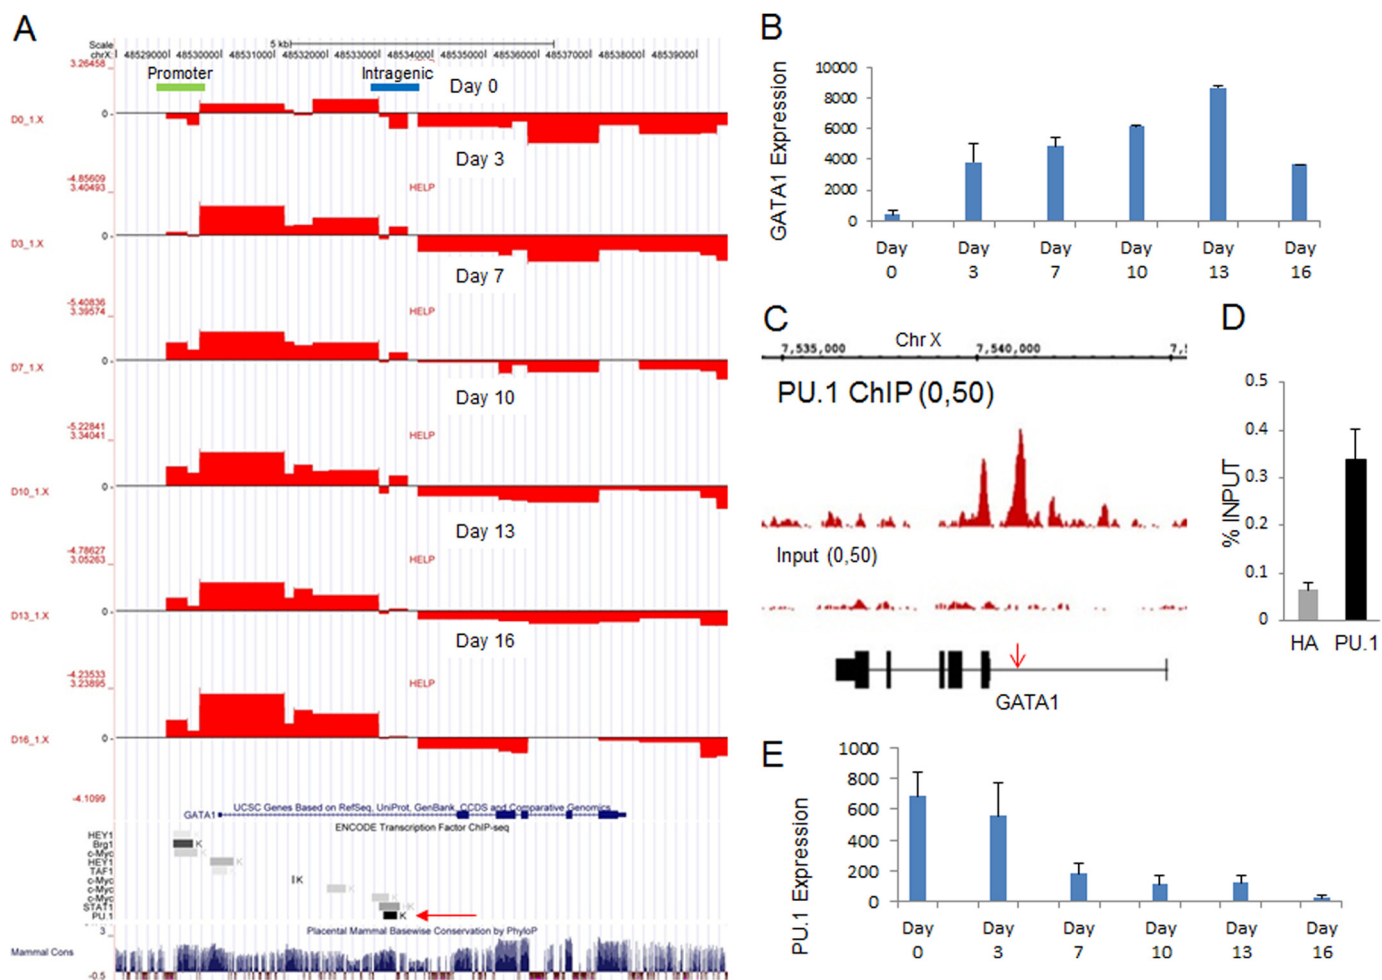 A
Scale
chrX:
5 kb
48529000 48530000 48531000 48532000 48533000 48534000 48535000 48536000 48537000 48538000 48539000
3.26458
Promoter
Intragenic
Day 0
0
D0_1.X
Day 3
-4.85609
3.40493
HELP
0
D3_1.X
Day 7
-5.40836
3.39574
HELP
0
D7_1.X
Day 10
-5.22841
3.34041
HELP
0
D10_1.X
Day 13
-4.78627
3.05263
HELP
0
D13_1.X
Day 16
-4.23533
3.23895
HELP
0
D16_1.X
-4.1099
UCSC Genes Based on RefSeq, UniProt, GenBank, CCDS and Comparative Genomics
GATA1
ENCODE Transcription Factor ChIP-seq
HEY1 K
Brg1 K
c-Myc K
HEY1 K
TAF1 K
c-Myc K
c-Myc K
c-Myc K
STAT1 K
PU.1 K
3
Placental Mammal Basewise Conservation by PhyloP
Mammal Cons
-0.5
B
GATA1 Expression
10000
8000
6000
4000
2000
0
Day Day Day Day Day Day
0 3 7 10 13 16
C
Chr X
7,535,000 7,540,000
PU.1 ChIP (0,50)
Input (0,50)
GATA1
D
% INPUT
0.5
0.4
0.3
0.2
0.1
0
HA PU.1
E
PU.1 Expression
1000
800
600
400
200
0
Day Day Day Day Day Day
0 3 7 10 13 16